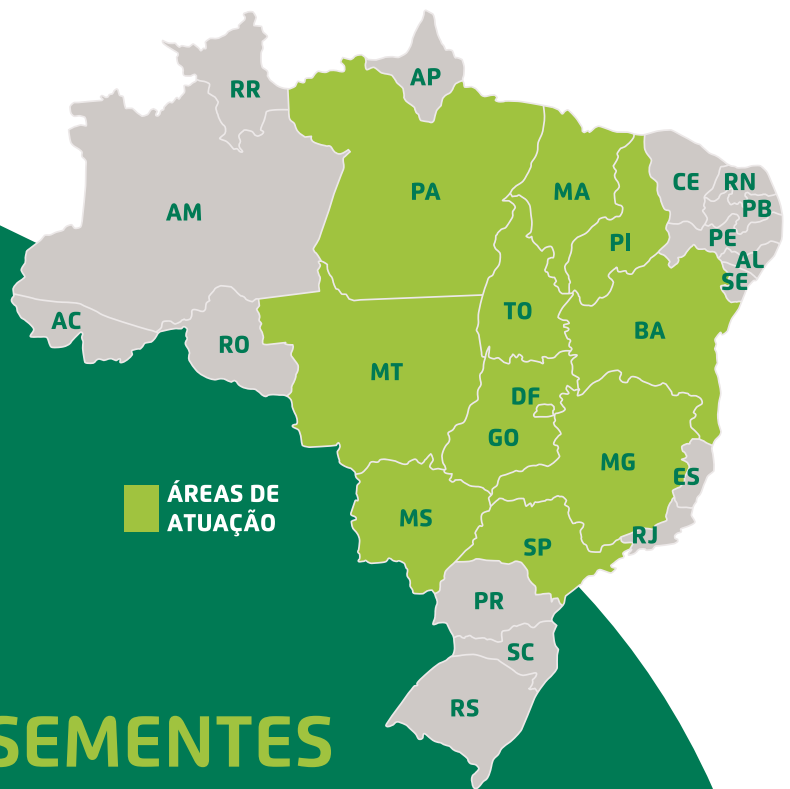 AP
RR
PA
MA
CE
RN
PB
AM
PI
PE
AL
SE
TO
AC
BA
RO
MT
DF
GO
MG
ES
ÁREAS DE
ATUAÇÃO
MS
RJ
SP
PR
SC
RS
SEMENTES